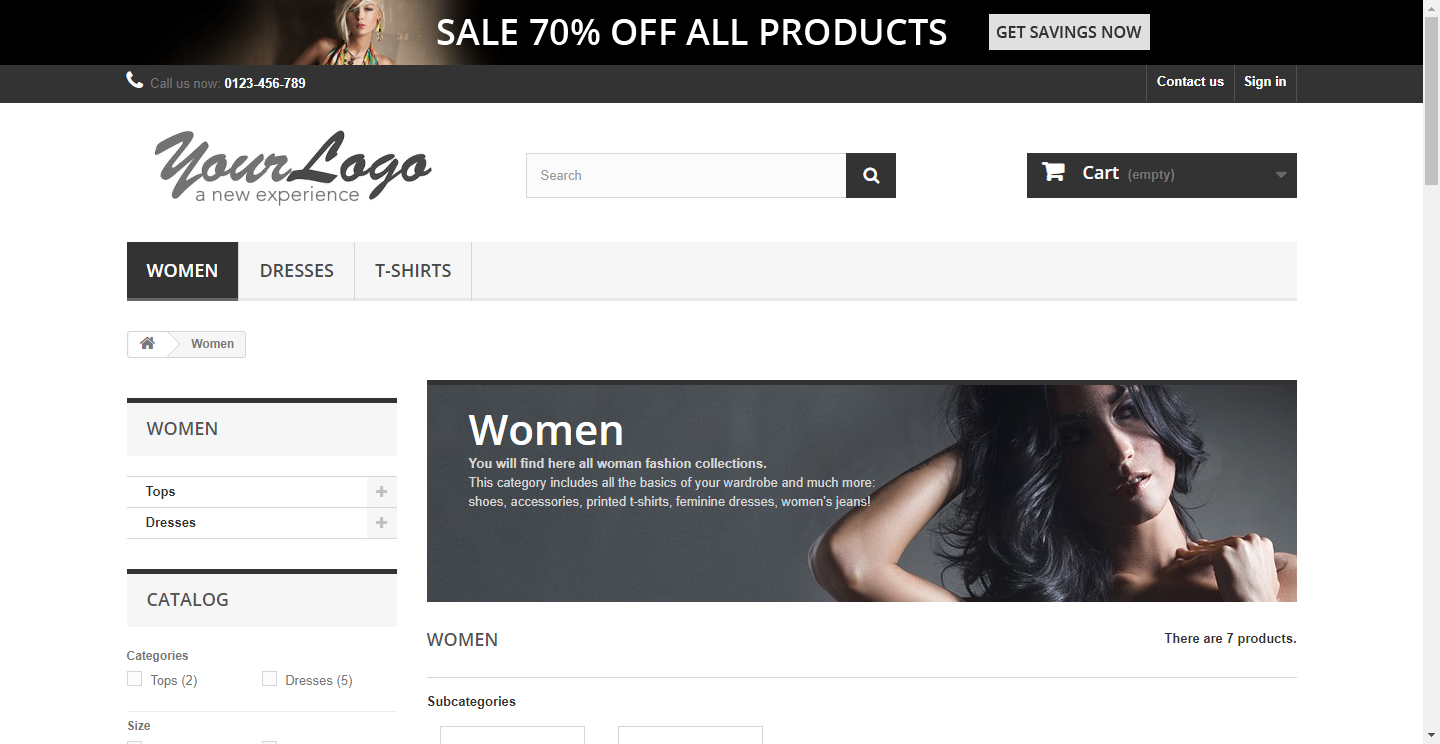 SALE 70% OFF ALL PRODUCTS GET SAVINGS NOW
Call us now: 0123-456-789 Contact us Sign in
YourLogo
a new experience
Search
Cart (empty)
WOMEN DRESSES T-SHIRTS
Women
WOMEN
Tops
Dresses
CATALOG
Categories
Tops (2) Dresses (5)
Size
Women
You will find here all woman fashion collections.
This category includes all the basics of your wardrobe and much more:
shoes, accessories, printed t-shirts, feminine dresses, women's jeans!
WOMEN There are 7 products.
Subcategories